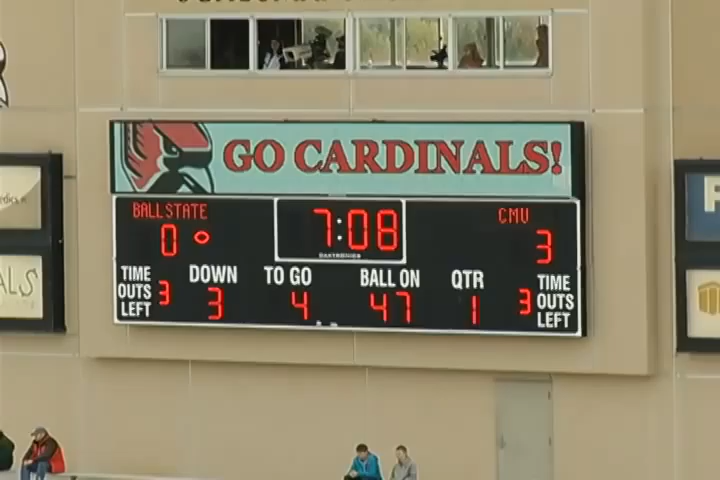 GO CARDINALS!
BALL STATE 7:08 CMU
0 3
DAKTRONICS
TIME OUTS LEFT 3 DOWN 3 TO GO 4 BALL ON 47 QTR 1 3 TIME OUTS LEFT
ALS